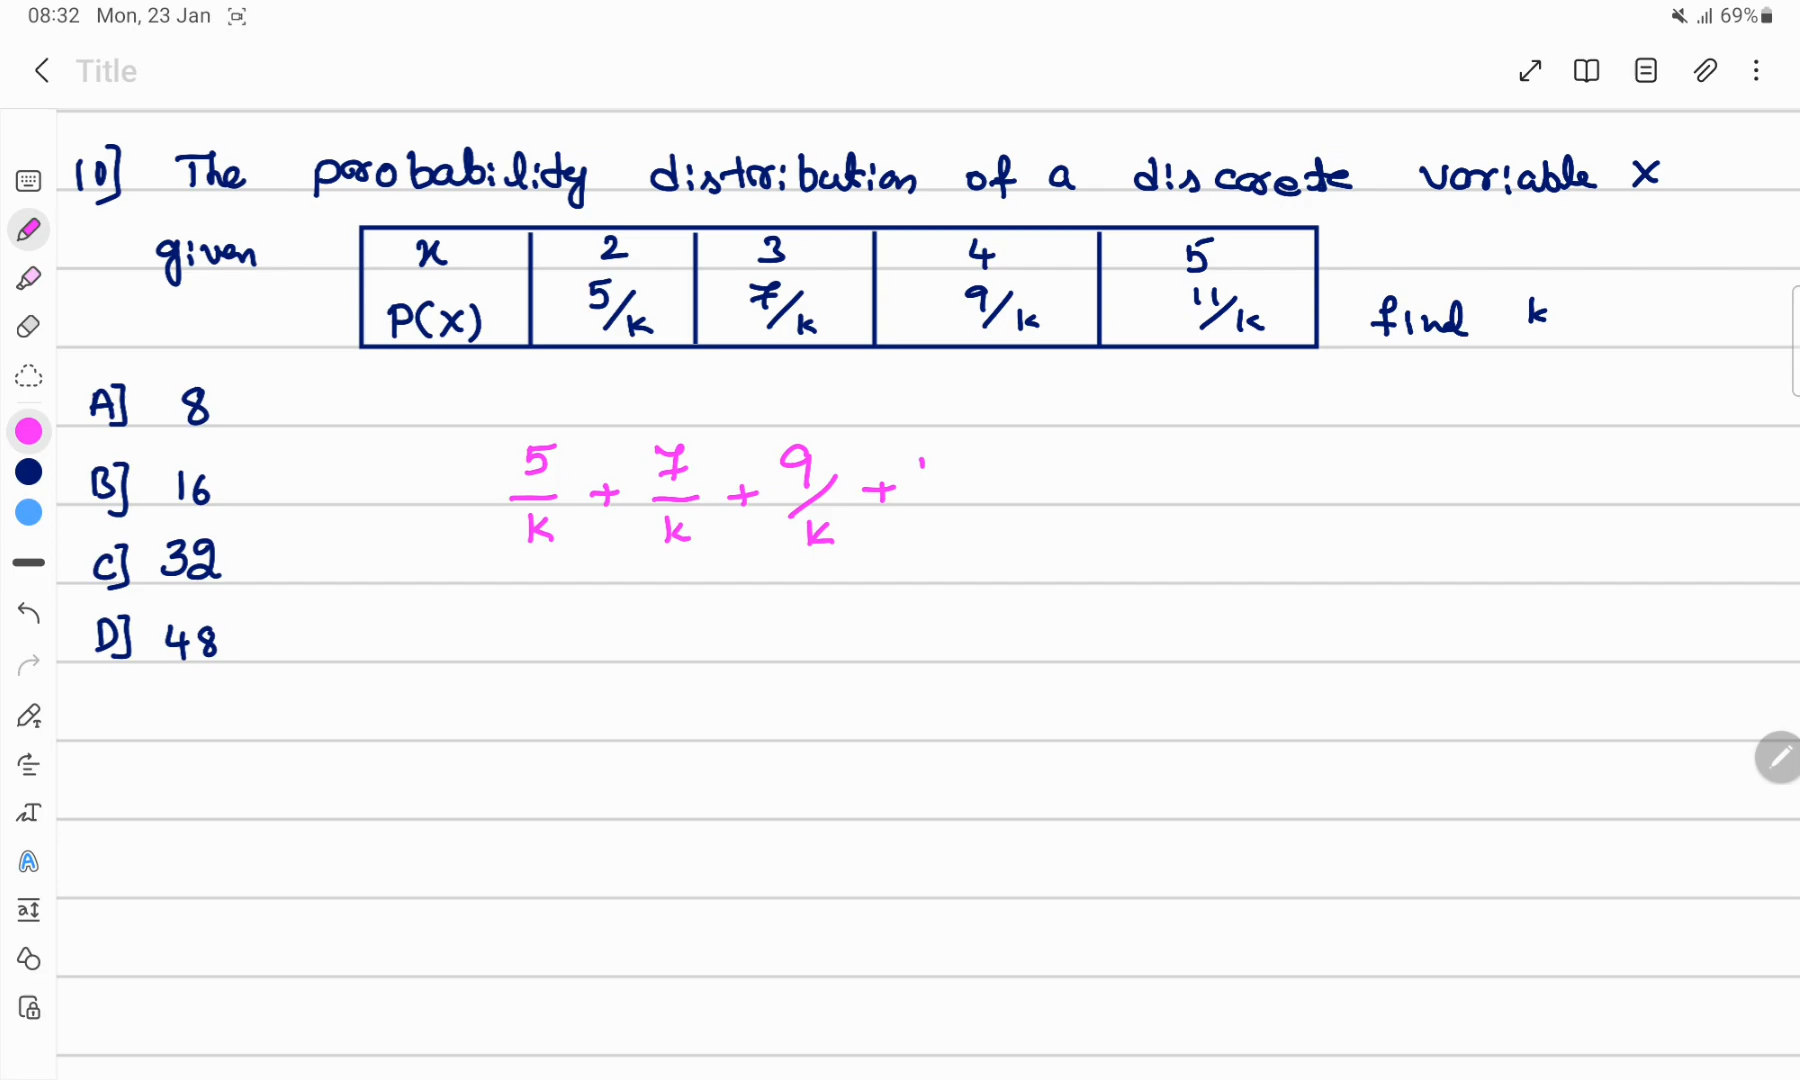 08:32 Mon, 23 Jan 69%
Title
10] The probability distribution of a discrete variable X
given x 2 3 4 5
P(X) 5/k 7/k 9/k 11/k find k
A] 8
B] 16
C] 32
D] 48
5/k + 7/k + 9/k + '